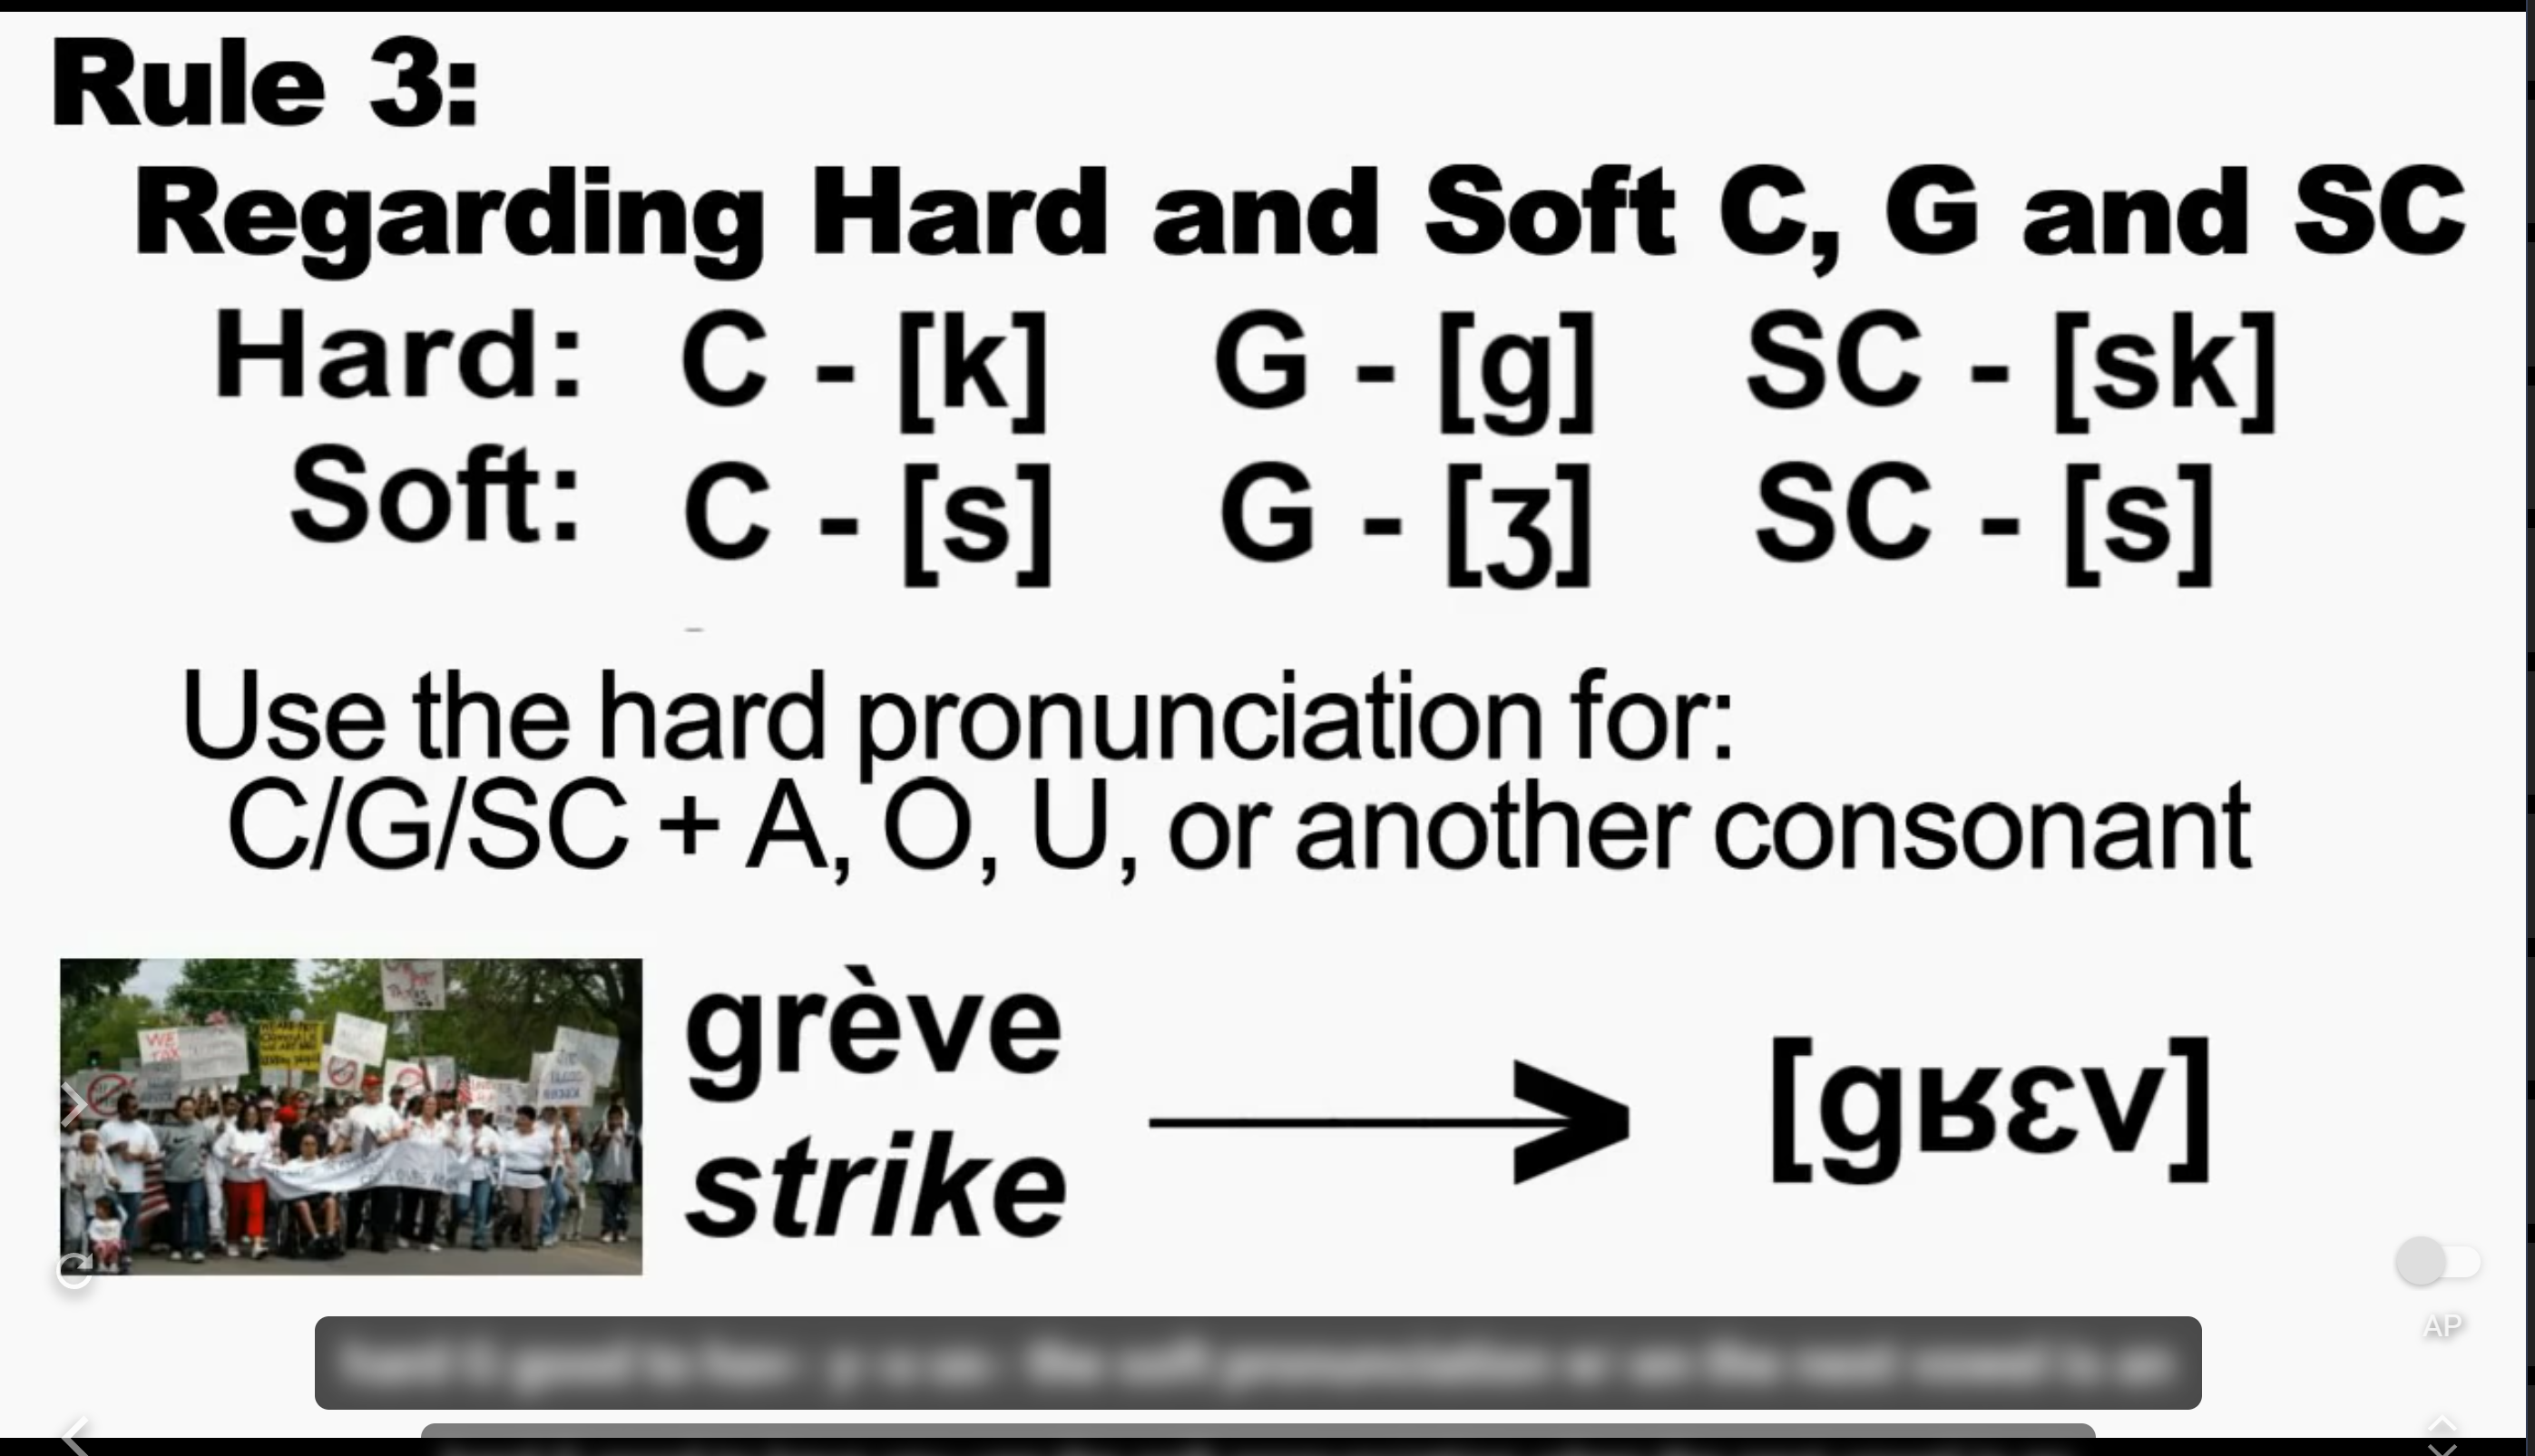 Rule 3:
Regarding Hard and Soft C, G and SC
Hard: C - [k] G - [g] SC - [sk]
Soft: C - [s] G - [ʒ] SC - [s]
Use the hard pronunciation for:
C/G/SC + A, O, U, or another consonant
WE
grève
strike
[gʁɛv]
AP